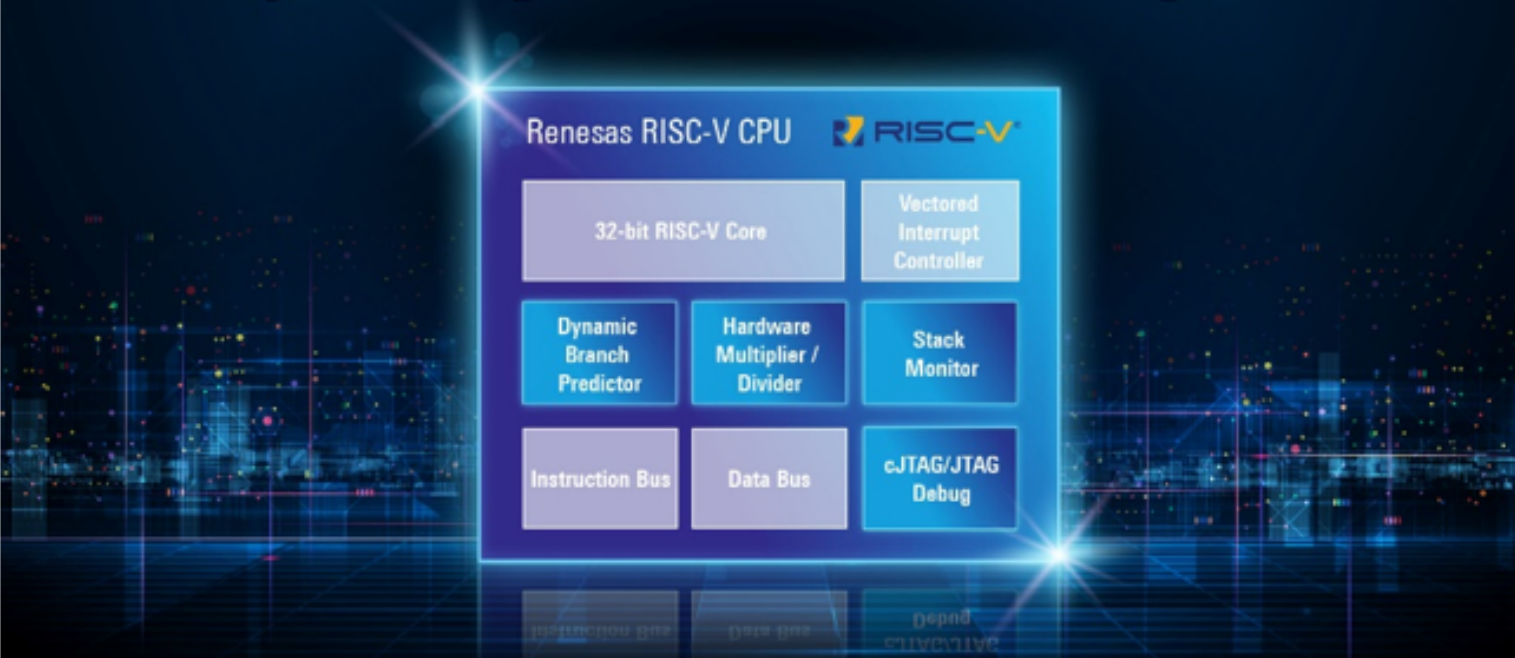 Renesas RISC-V CPU
RISC-V®
32-bit RISC-V Core
Vectored
Interrupt
Controller
Dynamic
Branch
Predictor
Hardware
Multiplier /
Divider
Stack
Monitor
Instruction Bus
Data Bus
cJTAG/JTAG
Debug